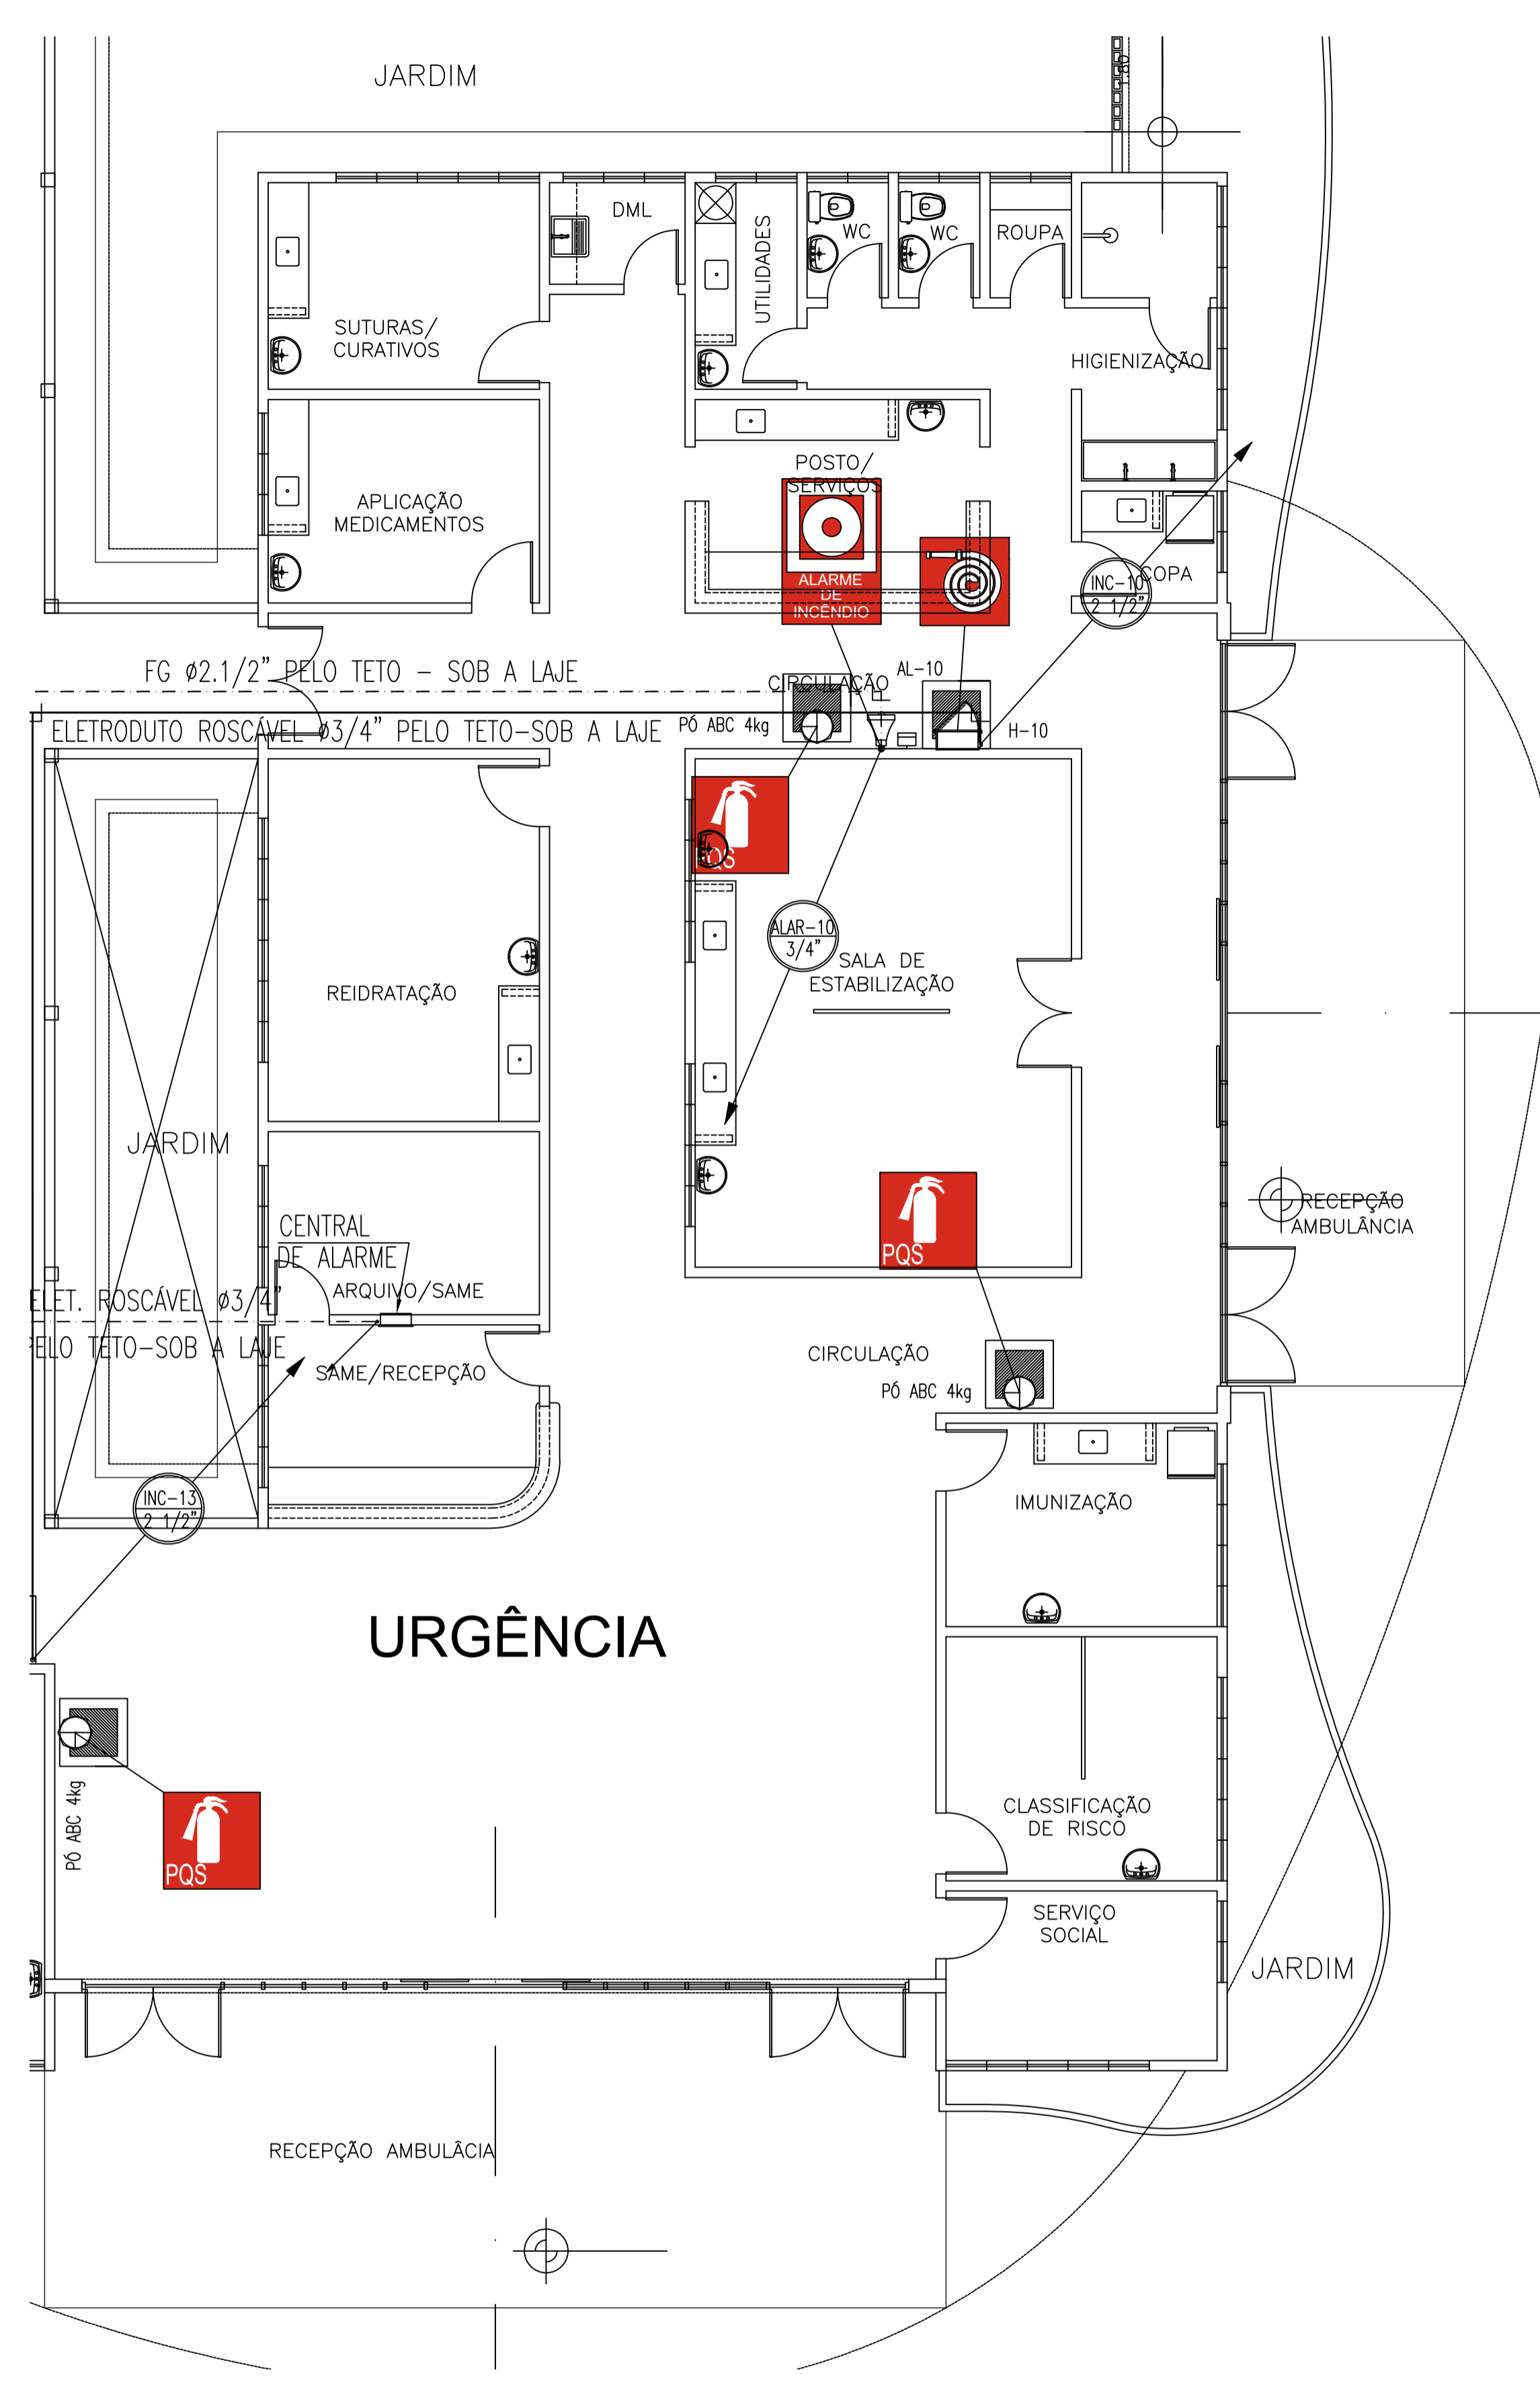 JARDIM
1.80
DML
UTILIDADES
WC
WC
ROUPA
SUTURAS/
CURATIVOS
HIGIENIZAÇÃO
POSTO/
SERVIÇOS
APLICAÇÃO
MEDICAMENTOS
ALARME
DE
INCÊNDIO
COPA
INC-10
2 1/2"
FG ø2.1/2" PELO TETO - SOB A LAJE
CIRCULAÇÃO
AL-10
ELETRODUTO ROSCÁVEL ø3/4" PELO TETO-SOB A LAJE
PÓ ABC 4kg
H-10
PQS
ALAR-10
3/4"
SALA DE
ESTABILIZAÇÃO
REIDRATAÇÃO
JARDIM
RECEPÇÃO
AMBULÂNCIA
CENTRAL
DE ALARME
PQS
ARQUIVO/SAME
ELET. ROSCÁVEL ø3/4"
PELO TETO-SOB A LAJE
SAME/RECEPÇÃO
CIRCULAÇÃO
PÓ ABC 4kg
INC-13
2 1/2"
IMUNIZAÇÃO
URGÊNCIA
PÓ ABC 4kg
PQS
CLASSIFICAÇÃO
DE RISCO
SERVIÇO
SOCIAL
JARDIM
RECEPÇÃO AMBULÂCIA